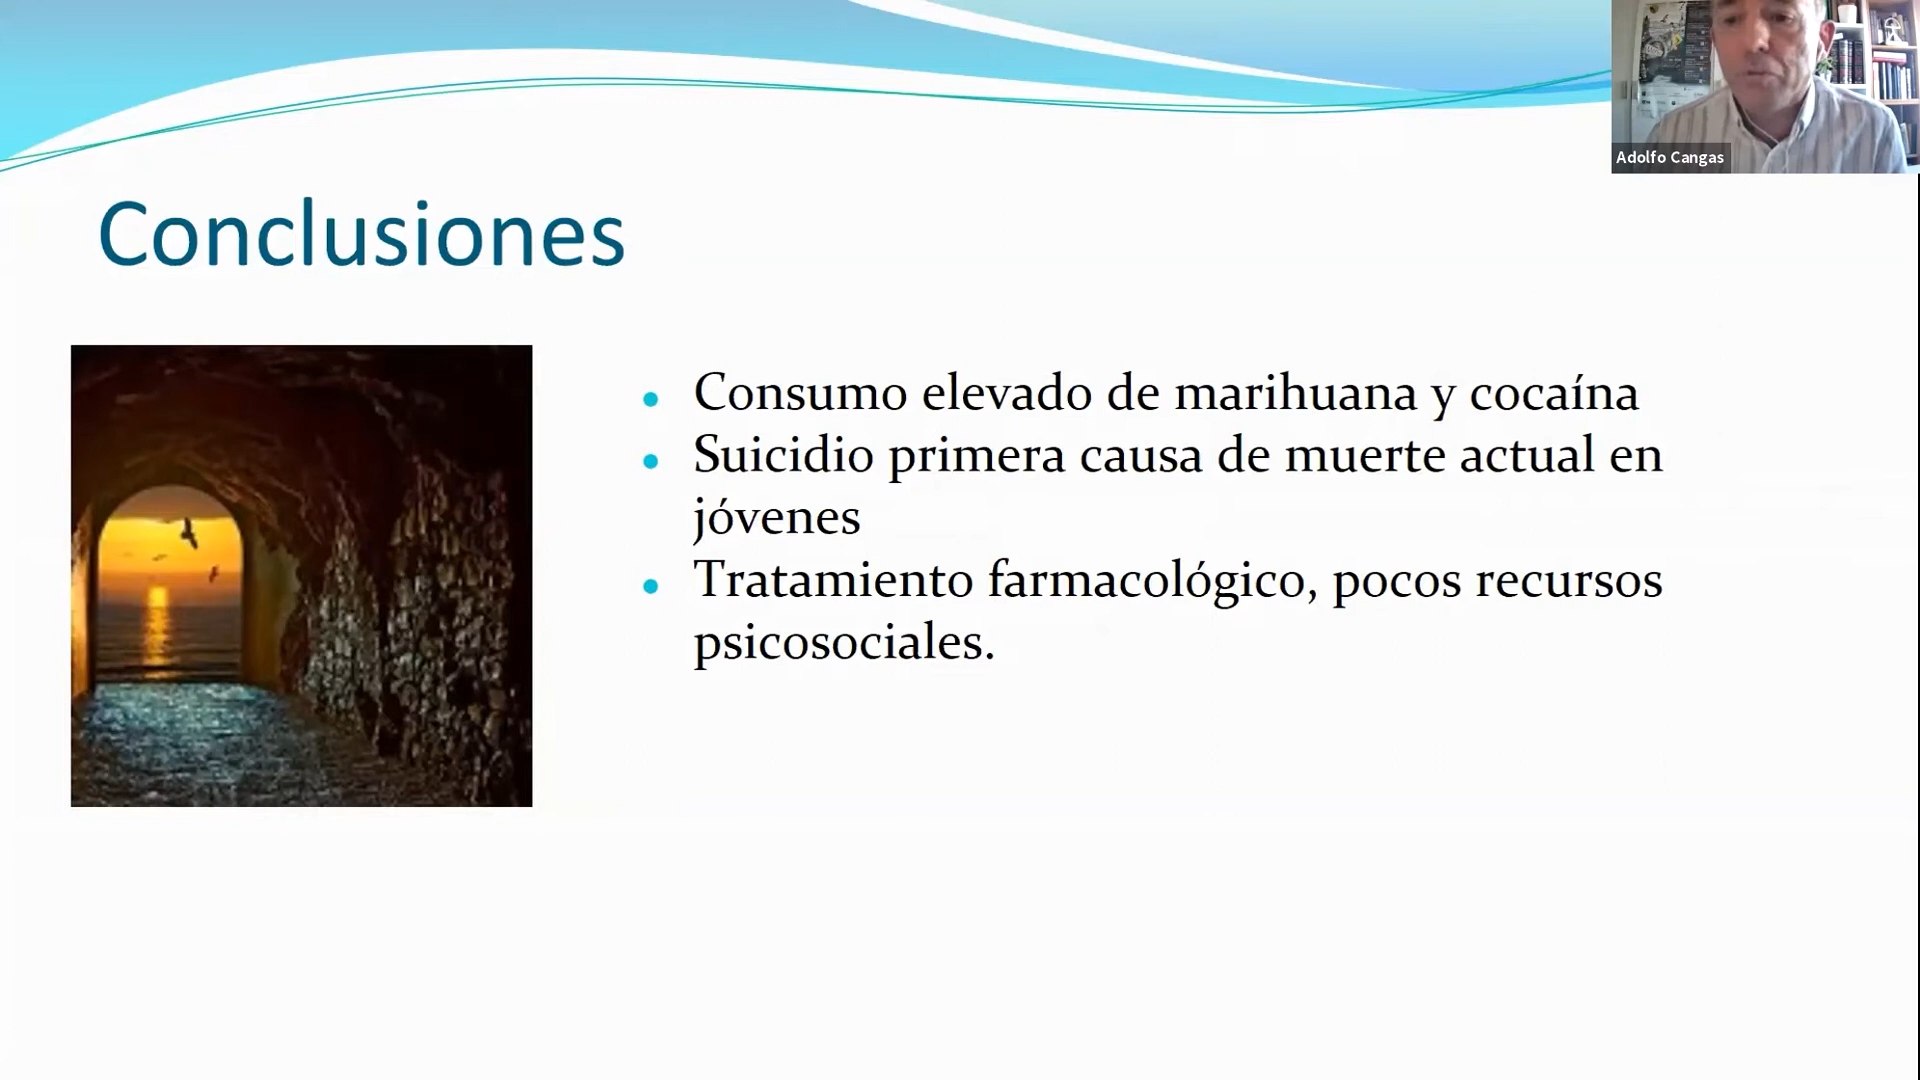 Adolfo Cangas
Conclusiones
• Consumo elevado de marihuana y cocaína
• Suicidio primera causa de muerte actual en
jóvenes
• Tratamiento farmacológico, pocos recursos
psicosociales.